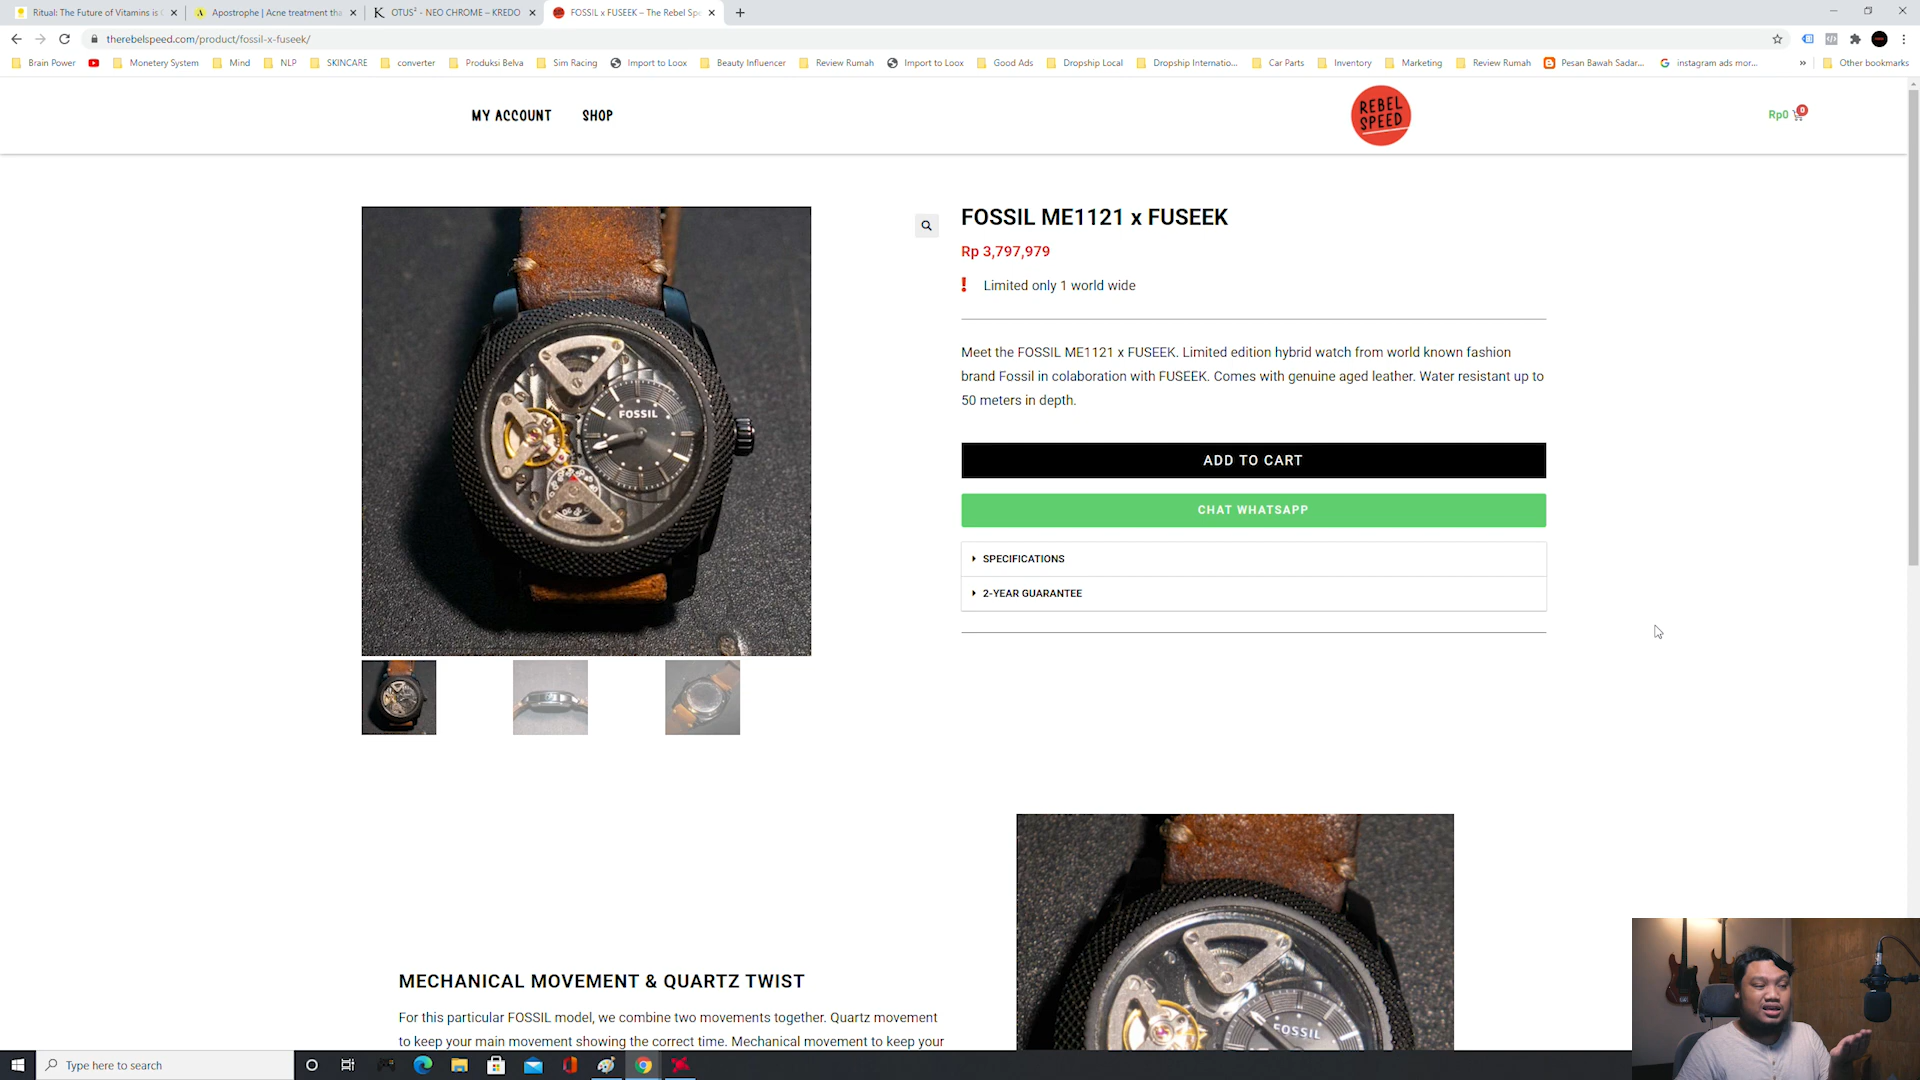 Ritual: The Future of Vitamins is
Apostrophe | Acne treatment tha
OTUS² - NEO CHROME – KREDO
FOSSIL x FUSEEK – The Rebel Sp
therebelspeed.com/product/fossil-x-fuseek/
Brain Power
Monetery System
Mind
NLP
SKINCARE
converter
Produksi Belva
Sim Racing
Import to Loox
Beauty Influencer
Review Rumah
Import to Loox
Good Ads
Dropship Local
Dropship Internatio...
Car Parts
Inventory
Marketing
Review Rumah
Pesan Bawah Sadar...
instagram ads mor...
Other bookmarks
MY ACCOUNT
SHOP
REBEL
SPEED
Rp0
0
FOSSIL ME1121 x FUSEEK
Rp 3,797,979
Limited only 1 world wide
Meet the FOSSIL ME1121 x FUSEEK. Limited edition hybrid watch from world known fashion
brand Fossil in colaboration with FUSEEK. Comes with genuine aged leather. Water resistant up to
50 meters in depth.
ADD TO CART
CHAT WHATSAPP
SPECIFICATIONS
2-YEAR GUARANTEE
FOSSIL
MECHANICAL MOVEMENT & QUARTZ TWIST
For this particular FOSSIL model, we combine two movements together. Quartz movement
to keep your main movement showing the correct time. Mechanical movement to keep your
FOSSIL
Type here to search